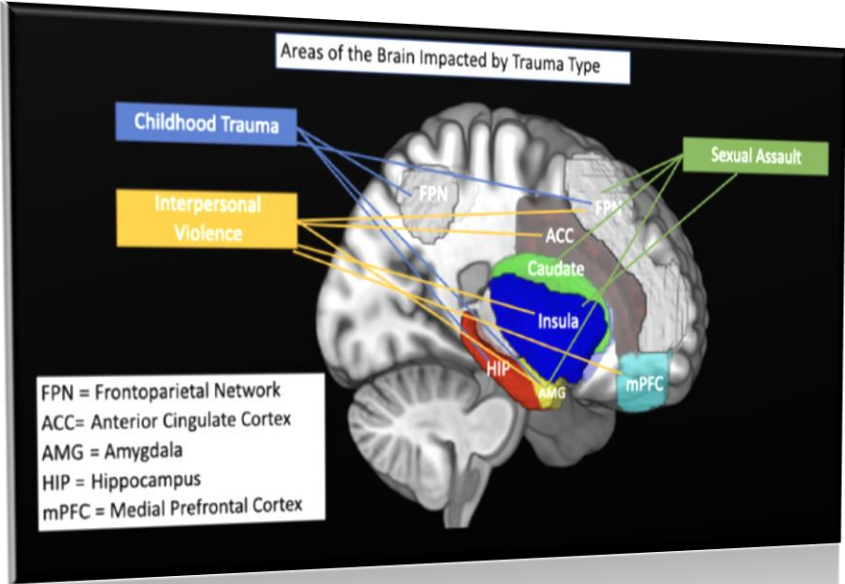 Areas of the Brain Impacted by Trauma Type
Childhood Trauma
Sexual Assault
Interpersonal
Violence
FPN
FPN
ACC
Caudate
Insula
HIP
AMG
mPFC
FPN = Frontoparietal Network
ACC= Anterior Cingulate Cortex
AMG = Amygdala
HIP = Hippocampus
mPFC = Medial Prefrontal Cortex